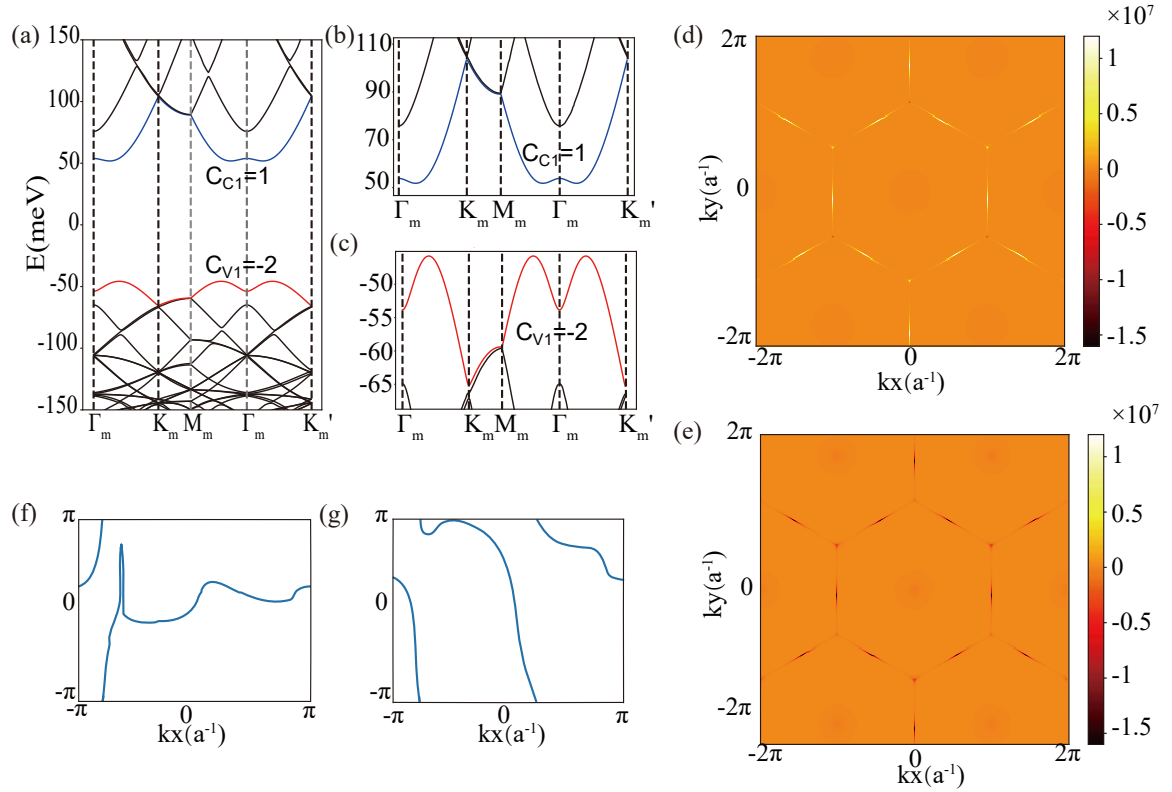 (a)
150
100
50
0
-50
-100
-150
E(meV)
C_C1=1
C_V1=-2
Γ_m
K_m
M_m
Γ_m
K_m'
(b)
110
90
70
50
C_C1=1
Γ_m
K_m
M_m
Γ_m
K_m'
(c)
-50
-55
-60
-65
C_V1=-2
Γ_m
K_m
M_m
Γ_m
K_m'
(d)
2π
0
-2π
ky(a⁻¹)
-2π
0
2π
kx(a⁻¹)
×10⁷
1
0.5
0
-0.5
-1
-1.5
(e)
2π
0
-2π
ky(a⁻¹)
-2π
0
2π
kx(a⁻¹)
×10⁷
1
0.5
0
-0.5
-1
-1.5
(f)
π
0
-π
-π
0
π
kx(a⁻¹)
(g)
π
0
-π
-π
0
π
kx(a⁻¹)